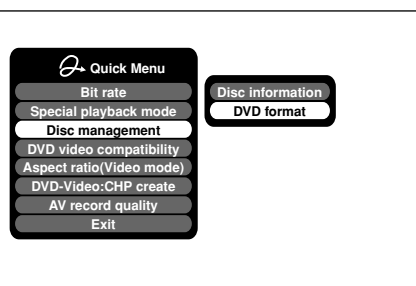 Quick Menu
Bit rate
Special playback mode
Disc management
DVD video compatibility
Aspect ratio(Video mode)
DVD-Video:CHP create
AV record quality
Exit
Disc information
DVD format